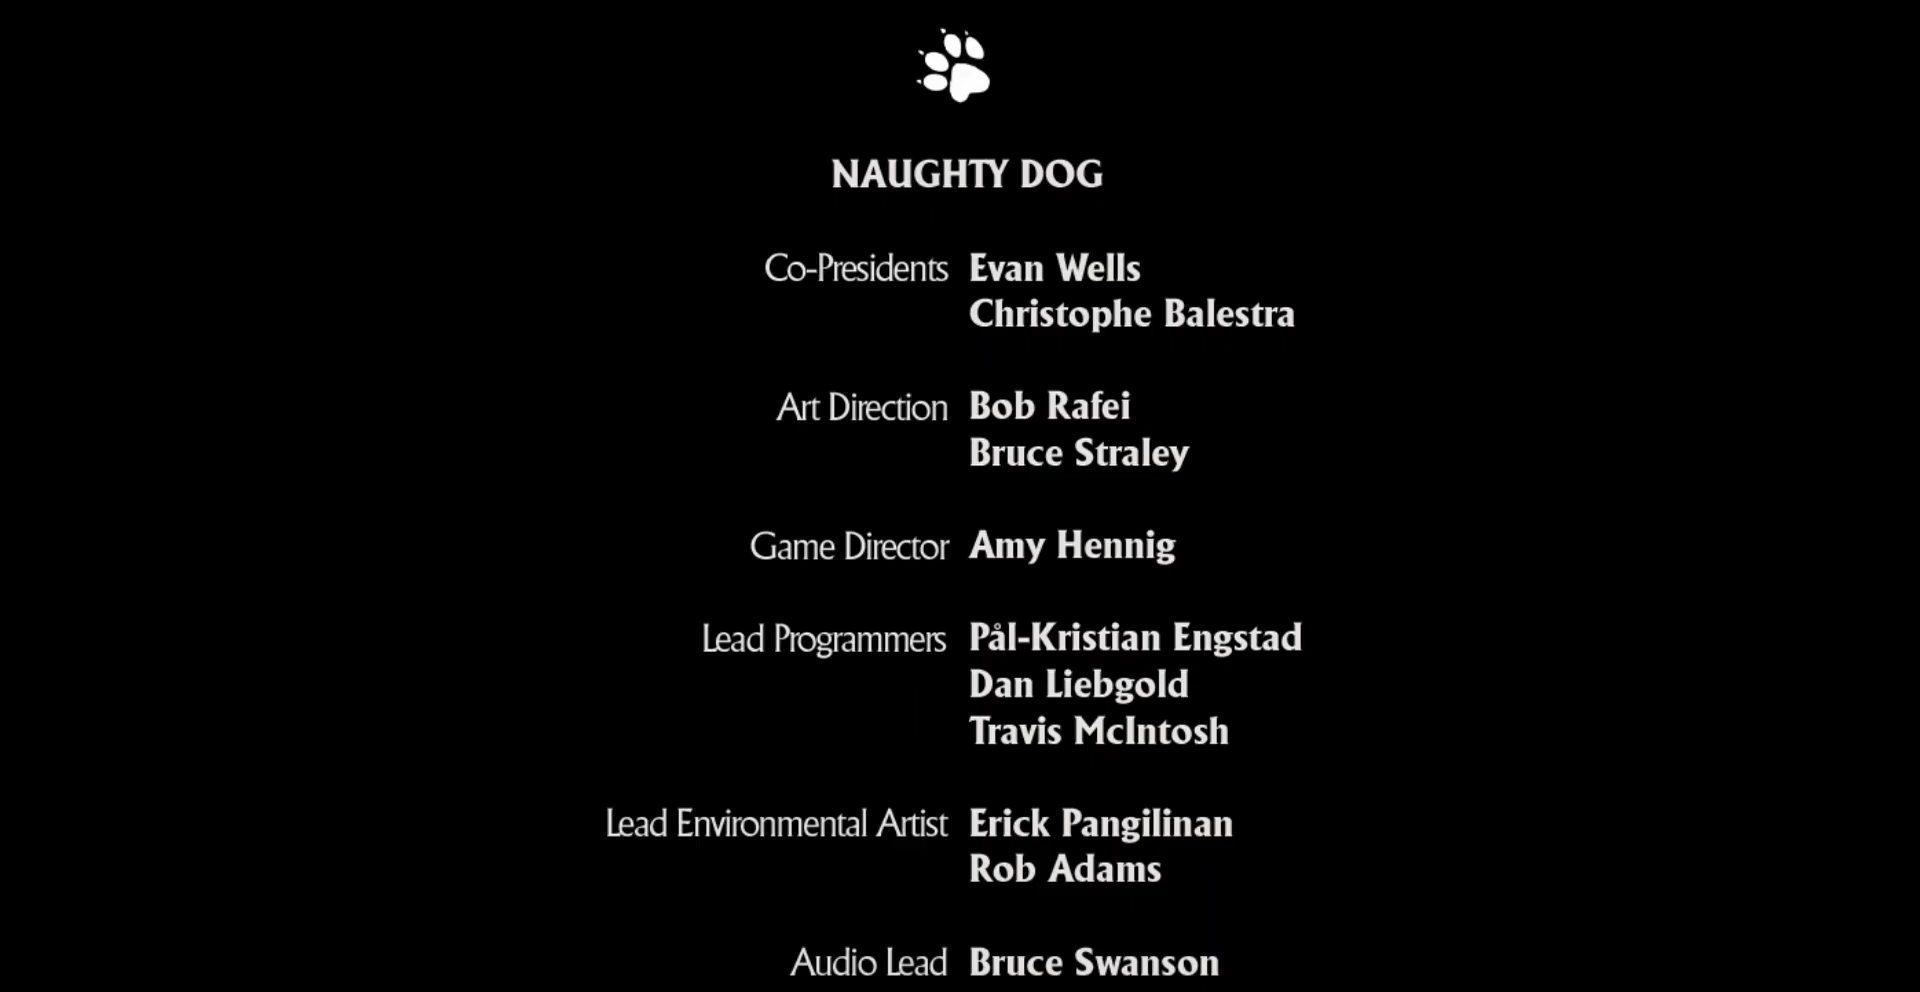 NAUGHTY DOG
Co-Presidents Evan Wells
Christophe Balestra
Art Direction Bob Rafei
Bruce Straley
Game Director Amy Hennig
Lead Programmers Pål-Kristian Engstad
Dan Liebgold
Travis McIntosh
Lead Environmental Artist Erick Pangilinan
Rob Adams
Audio Lead Bruce Swanson